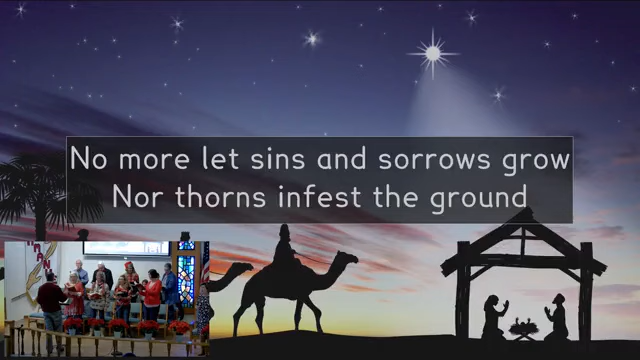 No more let sins and sorrows grow
Nor thorns infest the ground